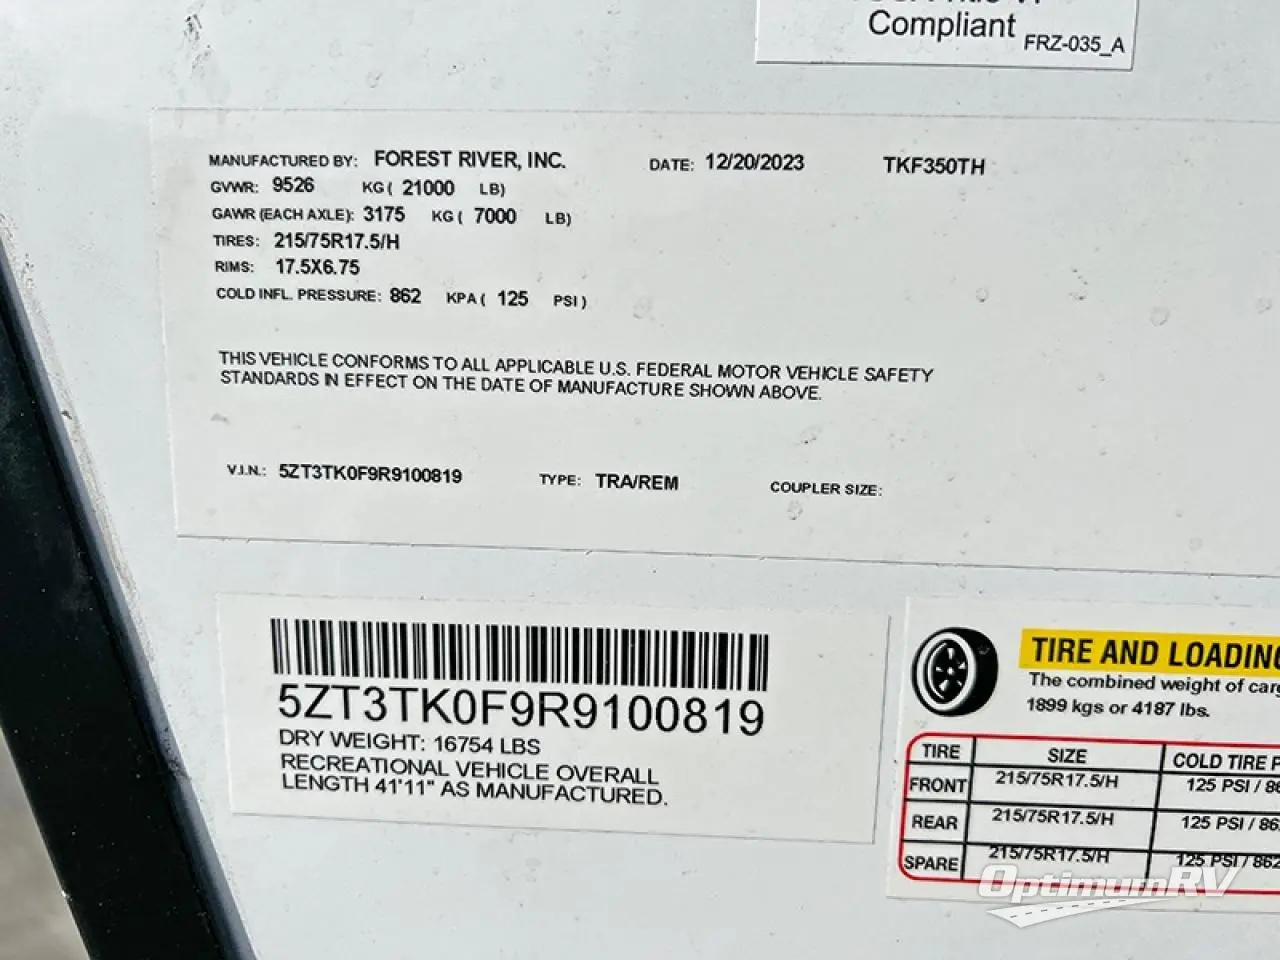 Compliant
FRZ-035_A
MANUFACTURED BY: FOREST RIVER, INC. DATE: 12/20/2023 TKF350TH
GVWR: 9526 KG( 21000 LB)
GAWR (EACH AXLE): 3175 KG( 7000 LB)
TIRES: 215/75R17.5/H
RIMS: 17.5X6.75
COLD INFL. PRESSURE: 862 KPA( 125 PSI)
THIS VEHICLE CONFORMS TO ALL APPLICABLE U.S. FEDERAL MOTOR VEHICLE SAFETY
STANDARDS IN EFFECT ON THE DATE OF MANUFACTURE SHOWN ABOVE.
V.I.N.: 5ZT3TK0F9R9100819 TYPE: TRA/REM COUPLER SIZE:
5ZT3TK0F9R9100819
DRY WEIGHT: 16754 LBS
RECREATIONAL VEHICLE OVERALL
LENGTH 41'11" AS MANUFACTURED.
TIRE AND LOADING
The combined weight of
1899 kgs or 4187 lbs.
TIRE SIZE COLD TIRE
FRONT 215/75R17.5/H 125 PSI /
REAR 215/75R17.5/H 125 PSI /
SPARE 215/75R17.5/H 125 PSI / 862
OptimumRV